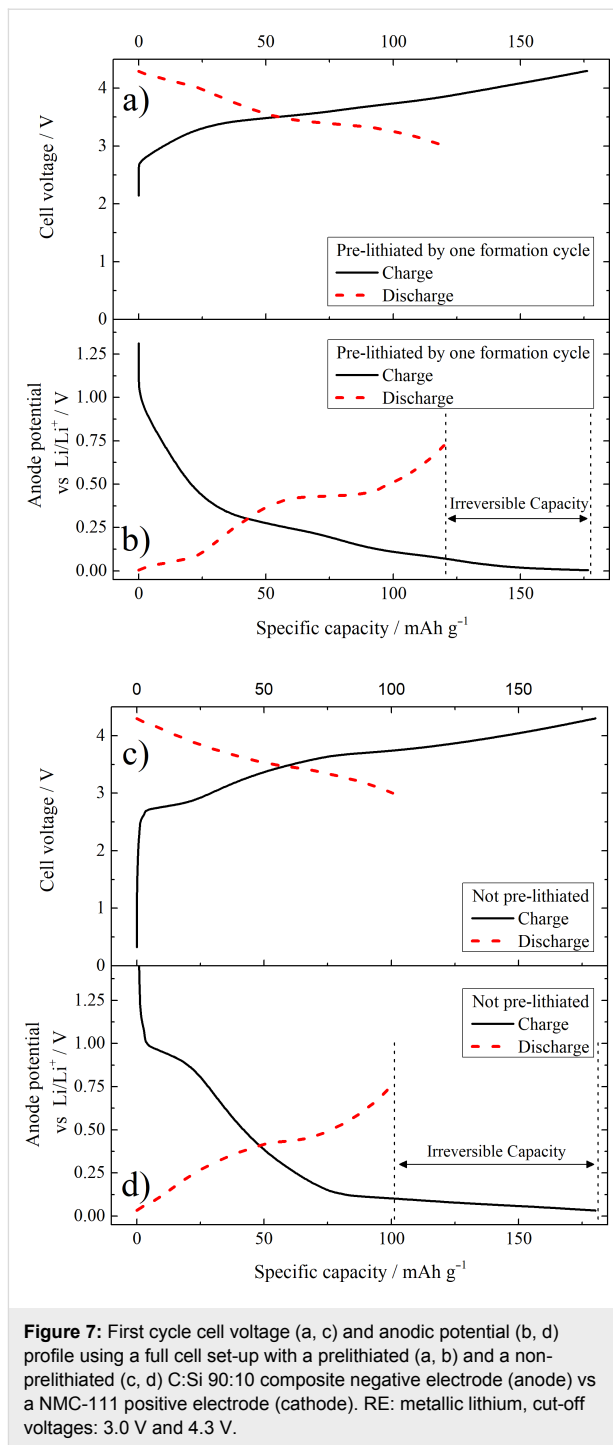 0 50 100 150
a)
Cell voltage / V
4
3
2
1
0
Pre-lithiated by one formation cycle
Charge
Discharge
b)
Anode potential
vs Li/Li⁺ / V
1.25
1.00
0.75
0.50
0.25
0.00
Pre-lithiated by one formation cycle
Charge
Discharge
Irreversible Capacity
0 50 100 150
Specific capacity / mAh g⁻¹
0 50 100 150
c)
Cell voltage / V
4
3
2
1
0
Not pre-lithiated
Charge
Discharge
d)
Anode potential
vs Li/Li⁺ / V
1.25
1.00
0.75
0.50
0.25
0.00
Not pre-lithiated
Charge
Discharge
Irreversible Capacity
0 50 100 150
Specific capacity / mAh g⁻¹
Figure 7: First cycle cell voltage (a, c) and anodic potential (b, d)
profile using a full cell set-up with a prelithiated (a, b) and a non-
prelithiated (c, d) C:Si 90:10 composite negative electrode (anode) vs
a NMC-111 positive electrode (cathode). RE: metallic lithium, cut-off
voltages: 3.0 V and 4.3 V.